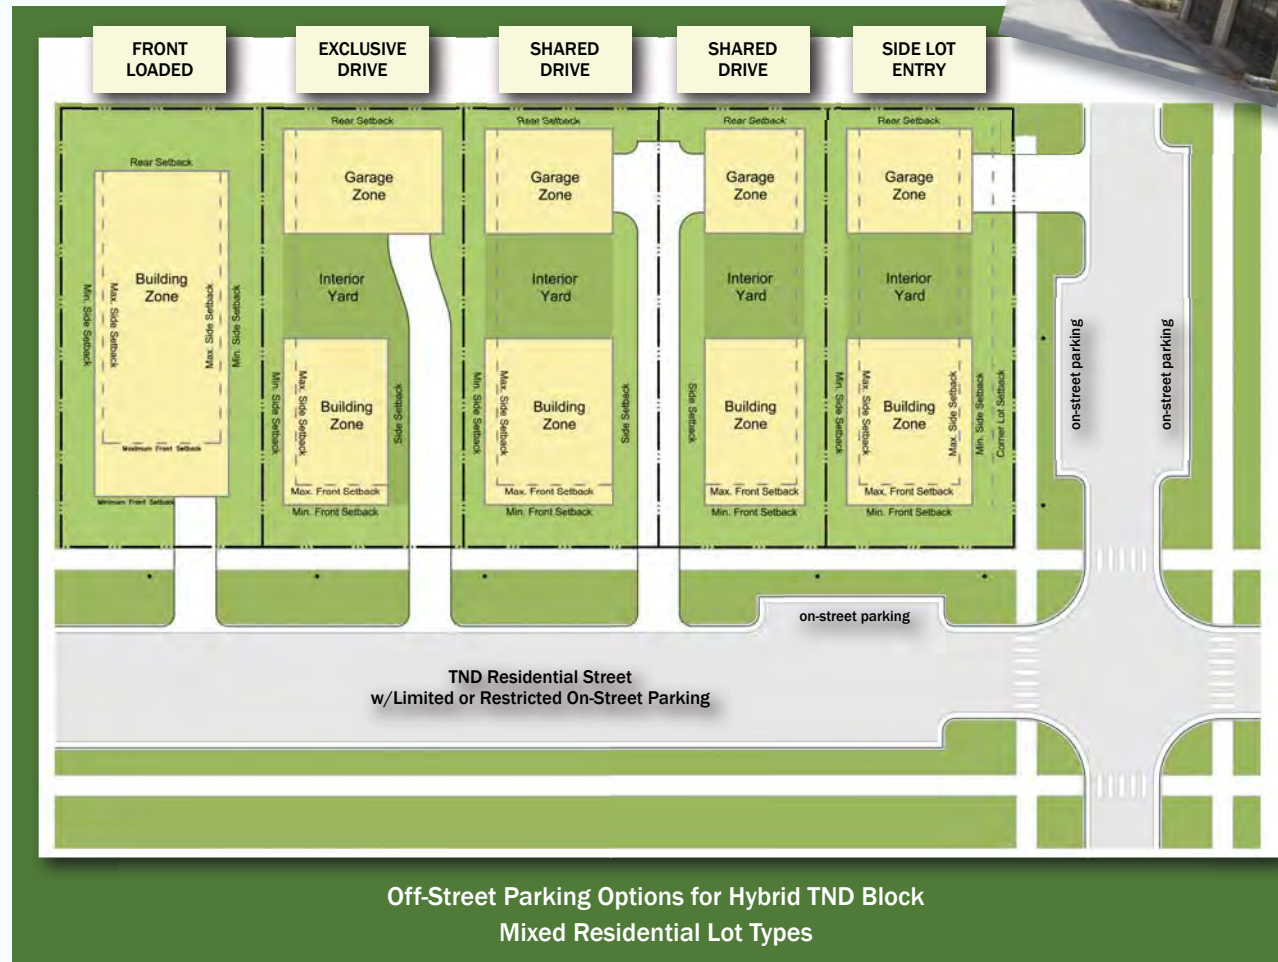 FRONT
LOADED
EXCLUSIVE
DRIVE
SHARED
DRIVE
SHARED
DRIVE
SIDE LOT
ENTRY
Rear Setback
Building
Zone
Min. Side Setback
Max. Side Setback
Max. Side Setback
Min. Side Setback
Maximum Front Setback
Minimum Front Setback
Rear Setback
Garage
Zone
Interior
Yard
Min. Side Setback
Max. Side Setback
Building
Zone
Side Setback
Max. Front Setback
Min. Front Setback
Rear Setback
Garage
Zone
Interior
Yard
Min. Side Setback
Max. Side Setback
Building
Zone
Side Setback
Max. Front Setback
Min. Front Setback
Rear Setback
Garage
Zone
Interior
Yard
Side Setback
Building
Zone
Max. Front Setback
Min. Front Setback
Rear Setback
Garage
Zone
Interior
Yard
Min. Side Setback
Max. Side Setback
Building
Zone
Max. Side Setback
Min. Side Setback
Corner Lot Setback
Max. Front Setback
Min. Front Setback
on-street parking
on-street parking
on-street parking
TND Residential Street
w/Limited or Restricted On-Street Parking
Off-Street Parking Options for Hybrid TND Block
Mixed Residential Lot Types